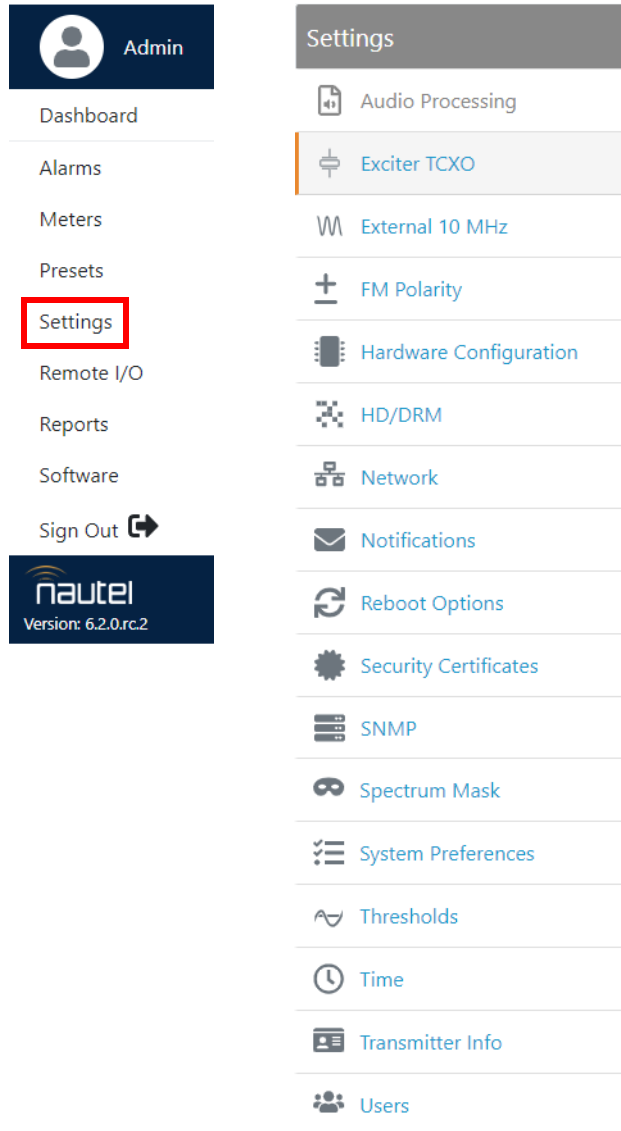 Admin
Dashboard
Alarms
Meters
Presets
Settings
Remote I/O
Reports
Software
Sign Out
nautel
Version: 6.2.0.rc.2
Settings
Audio Processing
Exciter TCXO
External 10 MHz
FM Polarity
Hardware Configuration
HD/DRM
Network
Notifications
Reboot Options
Security Certificates
SNMP
Spectrum Mask
System Preferences
Thresholds
Time
Transmitter Info
Users